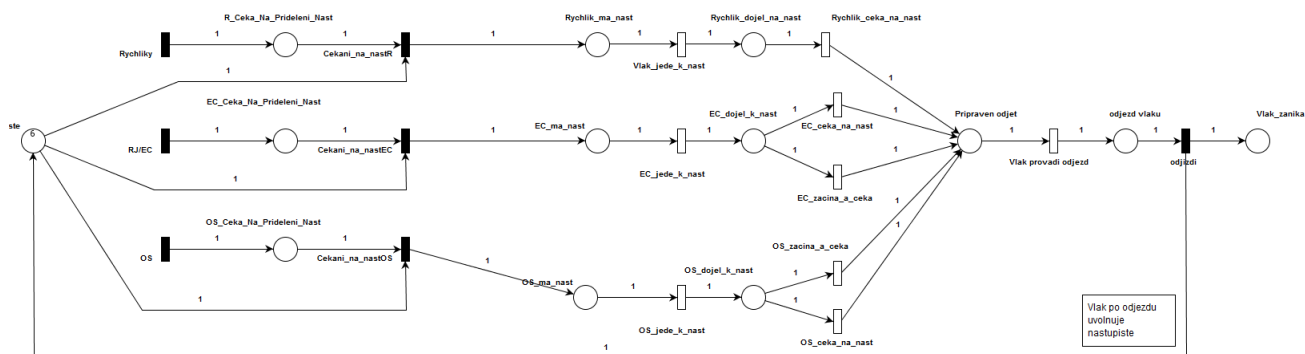 R_Ceka_Na_Prideleni_Nast
Rychlik_ma_nast
Rychlik_dojel_na_nast
Rychlik_ceka_na_nast
1
1
1
1
1
1
Rychliky
Cekani_na_nastR
Vlak_jede_k_nast
1
1
EC_Ceka_Na_Prideleni_Nast
ste
6
EC_ma_nast
EC_dojel_k_nast
1
EC_ceka_na_nast
1
Pripraven odjet
odjezd vlaku
Vlak_zanika
1
1
1
1
1
1
1
1
1
RJ/EC
Cekani_na_nastEC
EC_jede_k_nast
1
1
1
Vlak provadi odjezd
odjizdi
EC_zacina_a_ceka
OS_Ceka_Na_Prideleni_Nast
1
1
1
1
OS
Cekani_na_nastOS
OS_zacina_a_ceka
1
OS_ma_nast
OS_dojel_k_nast
1
1
1
1
1
OS_jede_k_nast
OS_ceka_na_nast
1
Vlak po odjezdu
uvolnuje
nastupiste